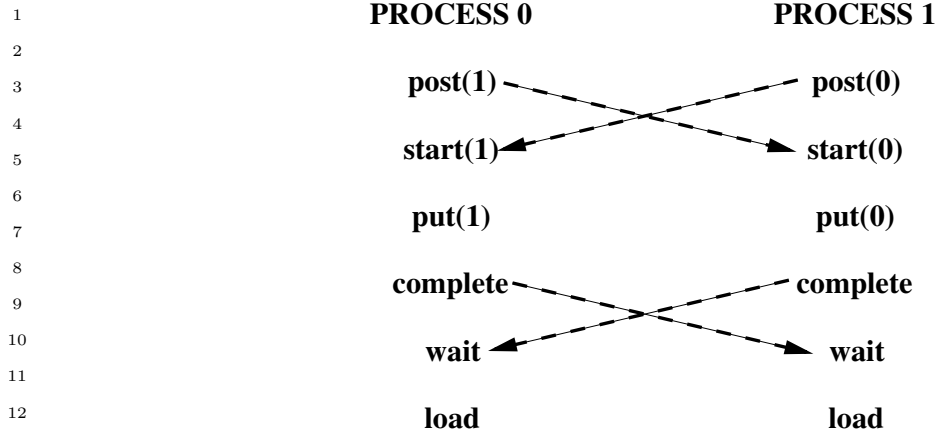 1
PROCESS 0 PROCESS 1
2
3
post(1) post(0)
4
start(1) start(0)
5
6
put(1) put(0)
7
8
complete complete
9
10
wait wait
11
12
load load